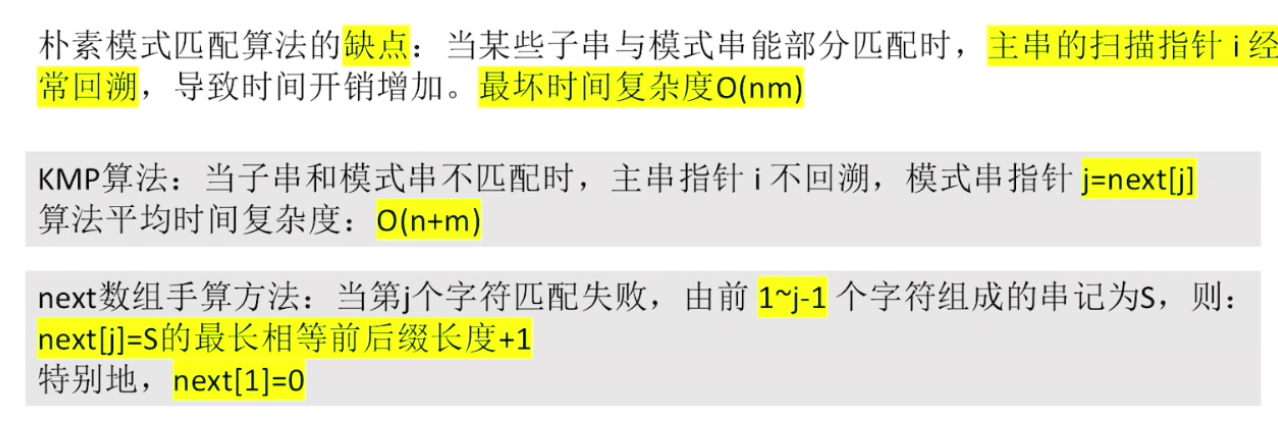 朴素模式匹配算法的缺点：当某些子串与模式串能部分匹配时，主串的扫描指针 i 经
常回溯，导致时间开销增加。最坏时间复杂度O(nm)
KMP算法：当子串和模式串不匹配时，主串指针 i 不回溯，模式串指针 j=next[j]
算法平均时间复杂度：O(n+m)
next数组手算方法：当第j个字符匹配失败，由前 1~j-1 个字符组成的串记为S，则：
next[j]=S的最长相等前后缀长度+1
特别地，next[1]=0